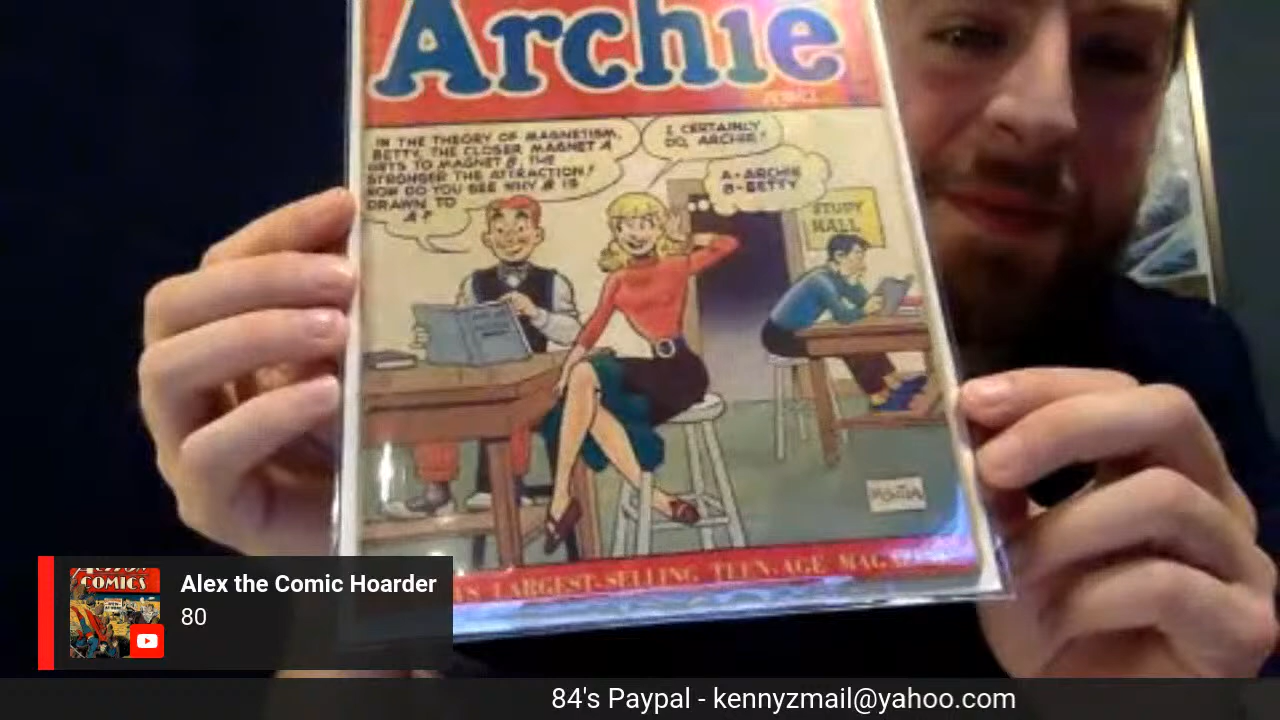 Archie
IN THE THEORY OF MAGNETISM,
BETTY, THE CLOSER MAGNET A
GETS TO MAGNET B, THE
STRONGER THE ATTRACTION!
NOW DO YOU SEE WHY B IS
DRAWN TO
A?
I CERTAINLY
DO, ARCHIE!
A-ARCHIE
B-BETTY
STUDY
HALL
LARGEST-SELLING TEEN-AGE
COMICS
Alex the Comic Hoarder
80
84's Paypal - kennyzmail@yahoo.com